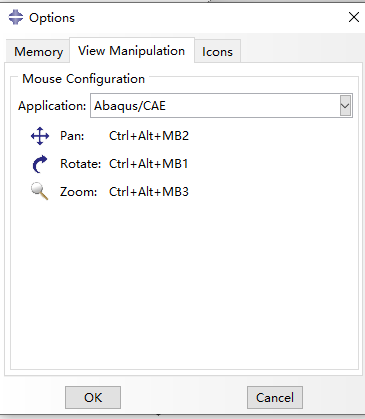 Options
Memory View Manipulation Icons
Mouse Configuration
Application: Abaqus/CAE
Pan: Ctrl+Alt+MB2
Rotate: Ctrl+Alt+MB1
Zoom: Ctrl+Alt+MB3
OK Cancel